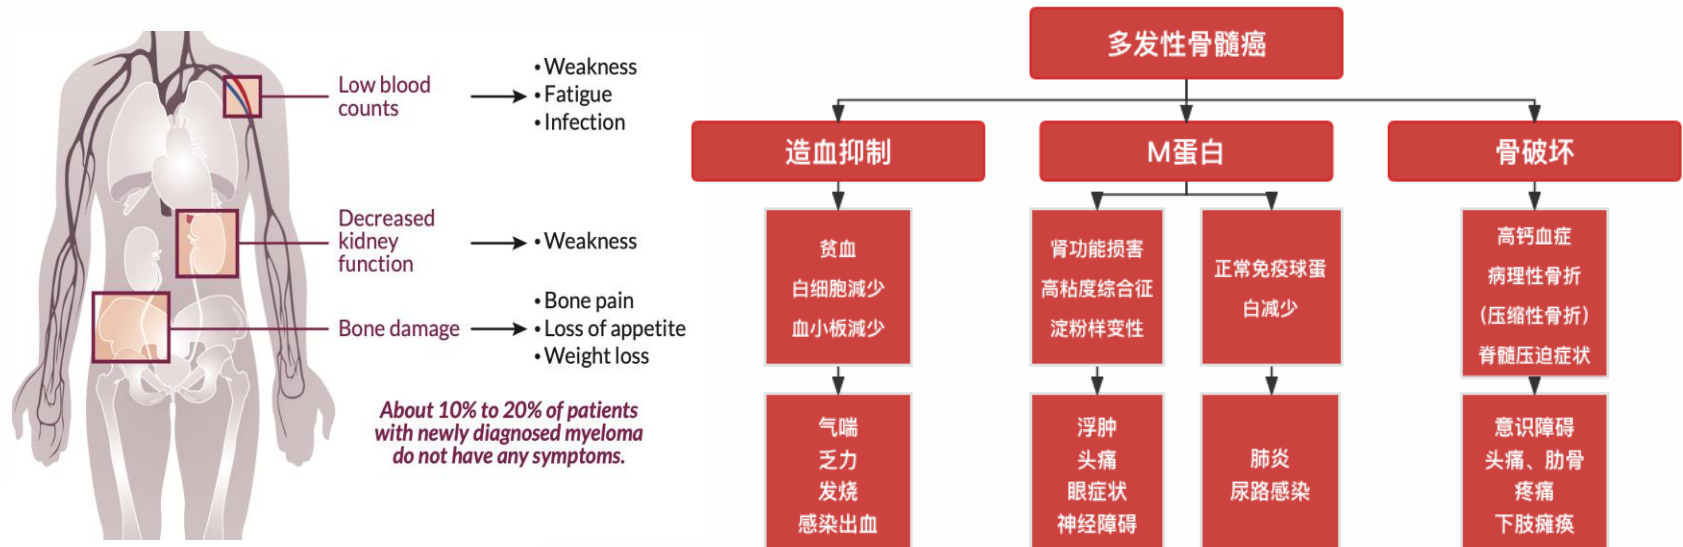 Low blood
counts
• Weakness
• Fatigue
• Infection
Decreased
kidney
function
• Weakness
Bone damage
• Bone pain
• Loss of appetite
• Weight loss
About 10% to 20% of patients
with newly diagnosed myeloma
do not have any symptoms.
多发性骨髓癌
造血抑制
M蛋白
骨破坏
贫血
白细胞减少
血小板减少
肾功能损害
高粘度综合征
淀粉样变性
正常免疫球蛋
白减少
高钙血症
病理性骨折
(压缩性骨折)
脊髓压迫症状
气喘
乏力
发烧
感染出血
浮肿
头痛
眼症状
神经障碍
肺炎
尿路感染
意识障碍
头痛、肋骨
疼痛
下肢瘫痪